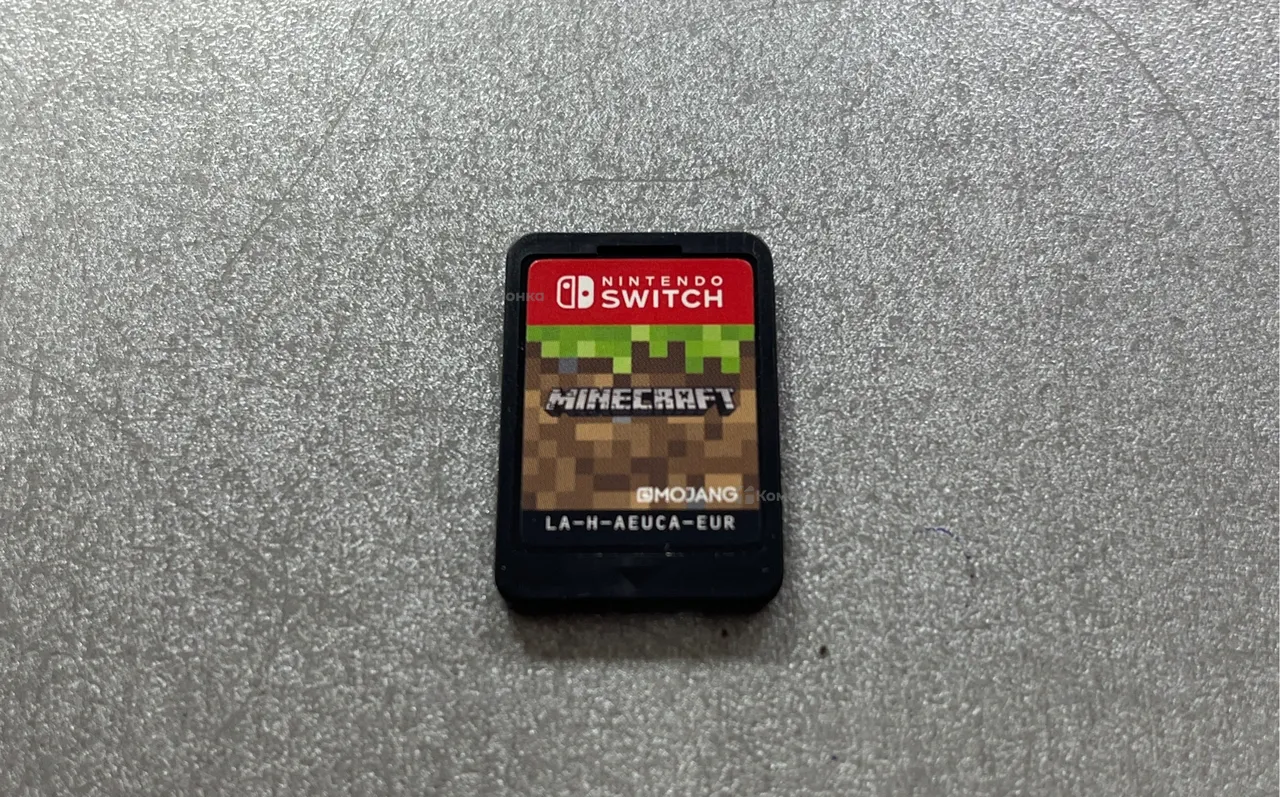 NINTENDO
SWITCH
MINECRAFT
MOJANG
LA-H-AEUCA-EUR